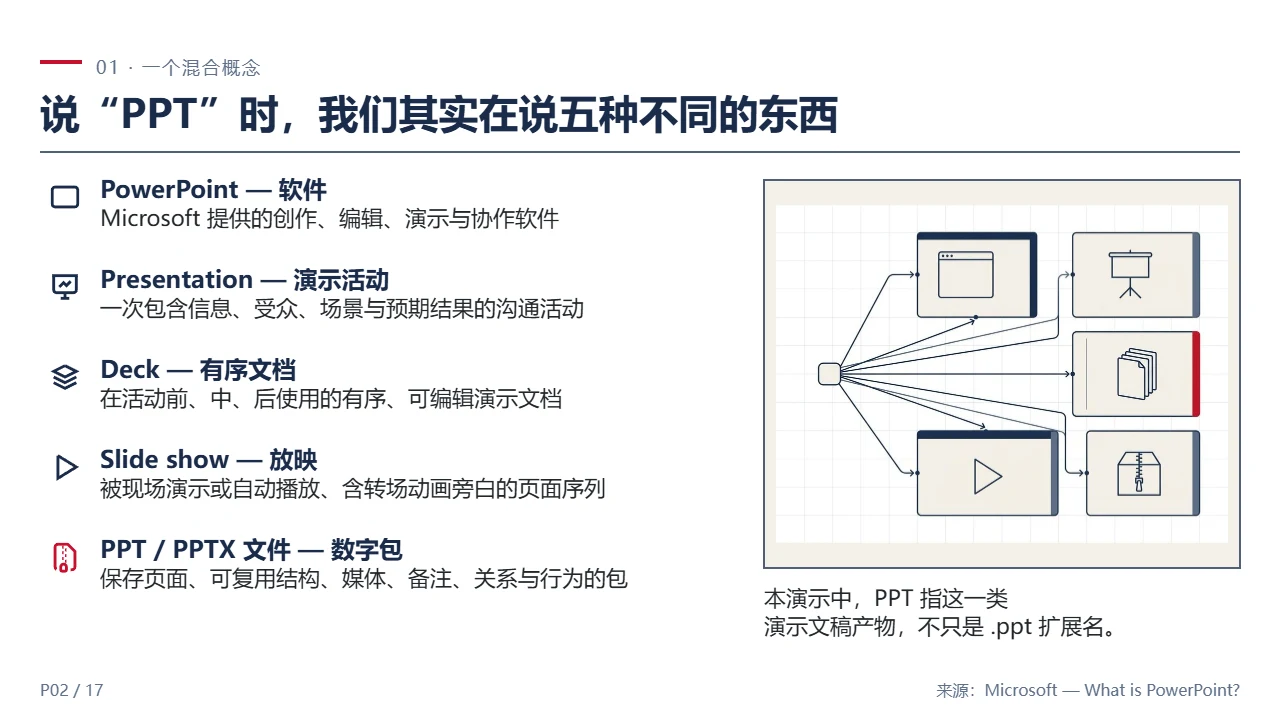 01 · 一个混合概念
说“PPT”时，我们其实在说五种不同的东西
PowerPoint — 软件
Microsoft 提供的创作、编辑、演示与协作软件
Presentation — 演示活动
一次包含信息、受众、场景与预期结果的沟通活动
Deck — 有序文档
在活动前、中、后使用的有序、可编辑演示文档
Slide show — 放映
被现场演示或自动播放、含转场动画旁白的页面序列
PPT / PPTX 文件 — 数字包
保存页面、可复用结构、媒体、备注、关系与行为的包
本演示中，PPT 指这一类
演示文稿产物，不只是 .ppt 扩展名。
P02 / 17
来源：Microsoft — What is PowerPoint?